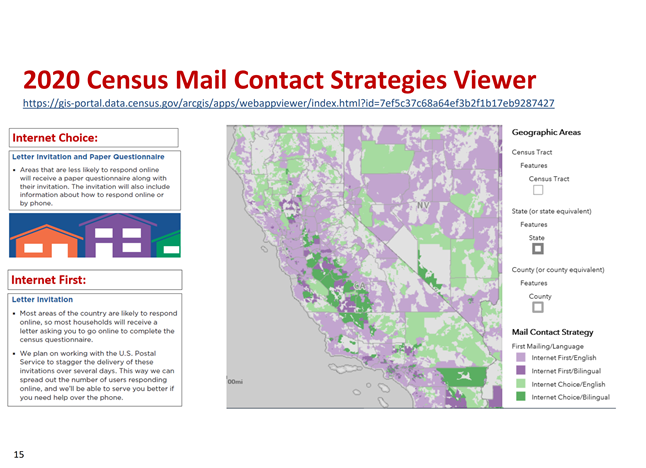 2020 Census Mail Contact Strategies Viewer
https://gis-portal.data.census.gov/arcgis/apps/webappviewer/index.html?id=7ef5c37c68a64ef3b2f1b17eb9287427
Internet Choice:
Letter Invitation and Paper Questionnaire
• Areas that are less likely to respond online
will receive a paper questionnaire along with
their invitation. The invitation will also include
information about how to respond online or
by phone.
Internet First:
Letter Invitation
• Most areas of the country are likely to respond
online, so most households will receive a
letter asking you to go online to complete the
census questionnaire.
• We plan on working with the U.S. Postal
Service to stagger the delivery of these
invitations over several days. This way we can
spread out the number of users responding
online, and we'll be able to serve you better if
you need help over the phone.
NV
CA
00mi
Geographic Areas
Census Tract
Features
Census Tract
State (or state equivalent)
Features
State
County (or county equivalent)
Features
County
Mail Contact Strategy
First Mailing/Language
Internet First/English
Internet First/Bilingual
Internet Choice/English
Internet Choice/Bilingual
15